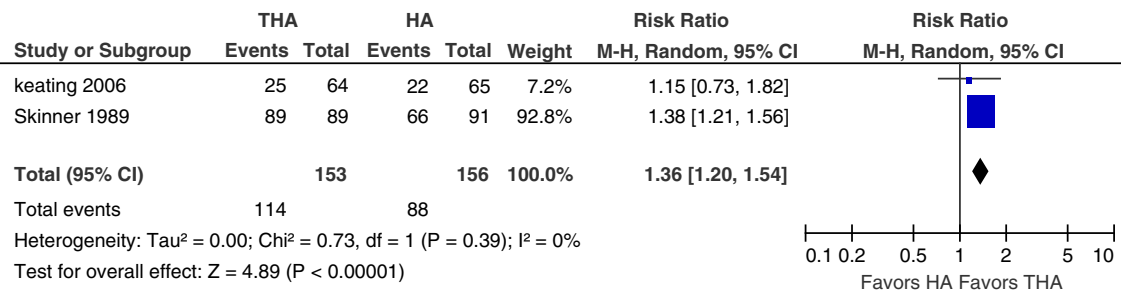 THA HA Risk Ratio Risk Ratio
Study or Subgroup Events Total Events Total Weight M-H, Random, 95% CI M-H, Random, 95% CI
keating 2006 25 64 22 65 7.2% 1.15 [0.73, 1.82]
Skinner 1989 89 89 66 91 92.8% 1.38 [1.21, 1.56]
Total (95% CI) 153 156 100.0% 1.36 [1.20, 1.54]
Total events 114 88
Heterogeneity: Tau² = 0.00; Chi² = 0.73, df = 1 (P = 0.39); I² = 0%
0.1 0.2 0.5 1 2 5 10
Test for overall effect: Z = 4.89 (P < 0.00001)
Favors HA Favors THA